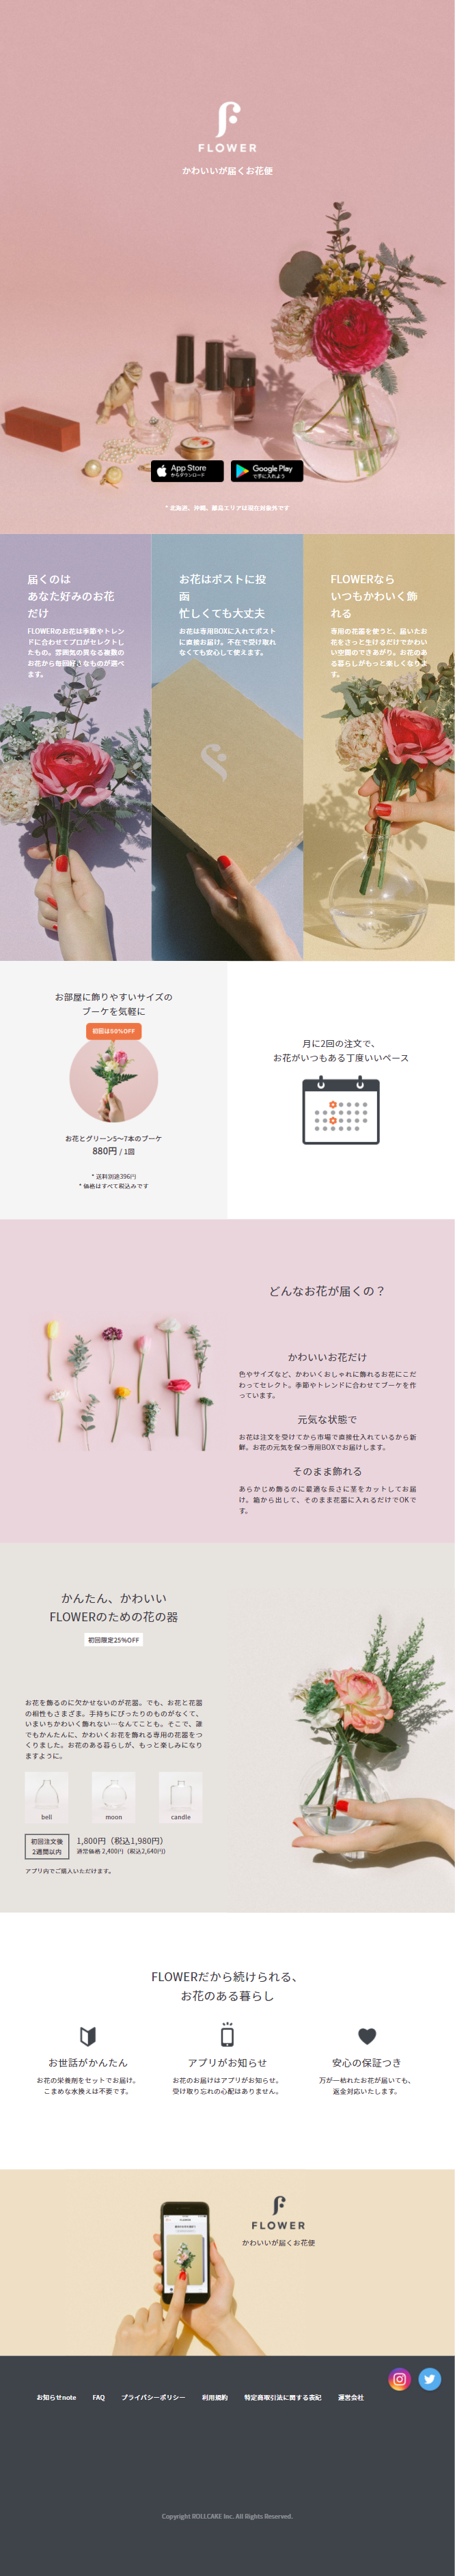 FLOWER
かわいいが届くお花便
App Store
からダウンロード
Google Play
で手に入れよう
* 北海道、沖縄、離島エリアは現在対象外です
届くのは
あなた好みのお花
だけ
FLOWERのお花は季節やトレン
ドに合わせてプロがセレクトし
たもの。雰囲気の異なる複数の
お花から毎回好きなものが選べ
ます。
お花はポストに投
函
忙しくても大丈夫
お花は専用BOXに入れてポスト
に直接お届け。不在で受け取れ
なくても安心して使えます。
FLOWERなら
いつもかわいく飾
れる
専用の花器を使うと、届いたお
花をさっと生けるだけでかわい
い空間のできあがり。お花のあ
る暮らしがもっと楽しくなりま
す。
お部屋に飾りやすいサイズの
ブーケを気軽に
初回は50%OFF
お花とグリーン5〜7本のブーケ
880円 / 1回
* 送料別途396円
* 価格はすべて税込みです
月に2回の注文で、
お花がいつもある丁度いいペース
どんなお花が届くの？
かわいいお花だけ
色やサイズなど、かわいくおしゃれに飾れるお花にこだ
わってセレクト。季節やトレンドに合わせてブーケを作
っています。
元気な状態で
お花は注文を受けてから市場で直接仕入れているから新
鮮。お花の元気を保つ専用BOXでお届けします。
そのまま飾れる
あらかじめ飾るのに最適な長さに茎をカットしてお届
け。箱から出して、そのまま花器に入れるだけでOKで
す。
かんたん、かわいい
FLOWERのための花の器
初回限定25%OFF
お花を飾るのに欠かせないのが花器。でも、お花と花器
の相性もさまざま。手持ちにぴったりのものがなくて、
いまいちかわいく飾れない…なんてことも。そこで、誰
でもかんたんに、かわいくお花を飾れる専用の花器をつ
くりました。お花のある暮らしが、もっと楽しみになり
ますように。
bell
moon
candle
初回注文後
2週間以内
1,800円（税込1,980円）
通常価格 2,400円（税込2,640円）
アプリ内でご購入いただけます。
FLOWERだから続けられる、
お花のある暮らし
お世話がかんたん
お花の栄養剤をセットでお届け。
こまめな水換えは不要です。
アプリがお知らせ
お花のお届けはアプリがお知らせ。
受け取り忘れの心配はありません。
安心の保証つき
万が一枯れたお花が届いても、
返金対応いたします。
FLOWER
かわいいが届くお花便
お知らせnote
FAQ
プライバシーポリシー
利用規約
特定商取引法に関する表記
運営会社
Copyright ROLLCAKE Inc. All Rights Reserved.